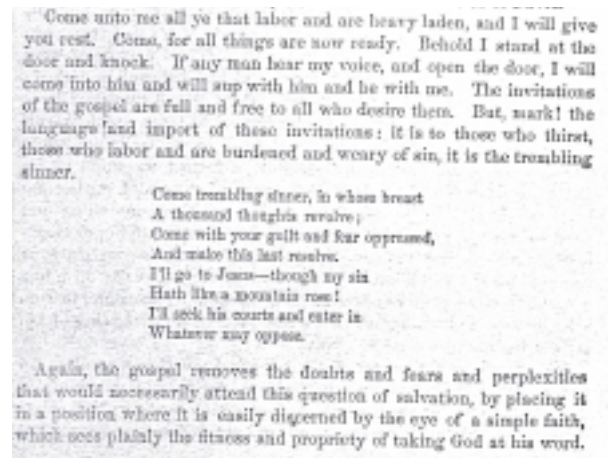 Come unto me all ye that labor and are heavy laden, and I will give
you rest. Come, for all things are now ready. Behold I stand at the
door and knock. If any man hear my voice, and open the door, I will
come into him and will sup with him and he with me. The invitations
of the gospel are full and free to all who desire them. But, mark! the
language and import of these invitations: it is to those who thirst,
those who labor and are burdened and weary of sin, it is the trembling
sinner.
Come trembling sinner, in whose breast
A thousand thoughts revolve;
Come with your guilt and fear oppressed,
And make this last resolve.
I'll go to Jesus—though my sin
Hath like a mountain rose!
I'll seek his courts and enter in
Whatever may oppose.
Again, the gospel removes the doubts and fears and perplexities
that would necessarily attend this question of salvation, by placing it
in a position where it is easily discerned by the eye of a simple faith,
which sees plainly the fitness and propriety of taking God at his word.